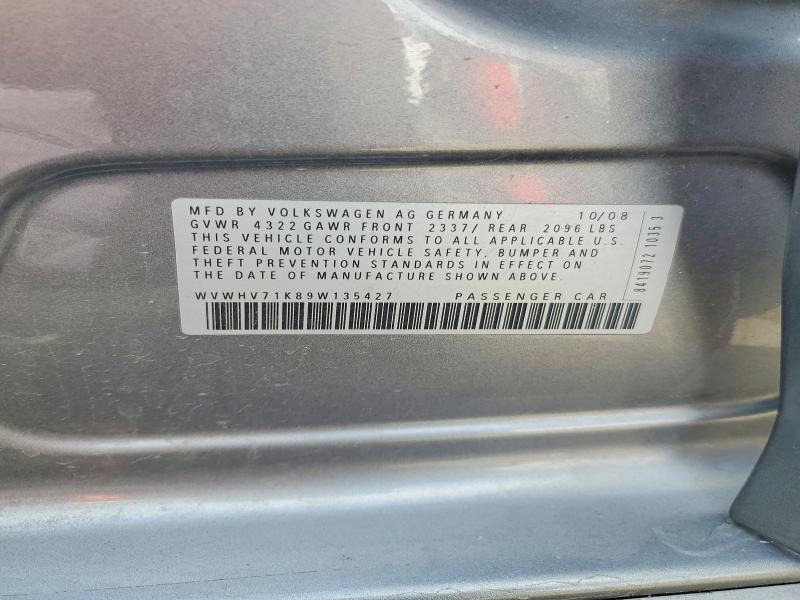 MFD BY VOLKSWAGEN AG GERMANY 10/08
GVWR 4322 GAWR FRONT 2337/ REAR 2096 LBS
THIS VEHICLE CONFORMS TO ALL APPLICABLE U.S.
FEDERAL MOTOR VEHICLE SAFETY, BUMPER AND
THEFT PREVENTION STANDARDS IN EFFECT ON
THE DATE OF MANUFACTURE SHOWN ABOVE.
WVWHV71K89W135427 PASSENGER CAR
8419072 1035 3